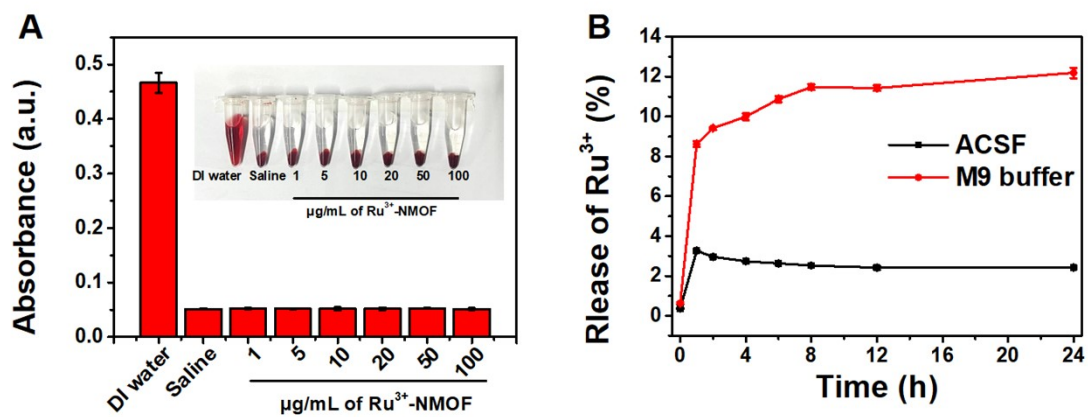 A
Absorbance (a.u.)
0.5
0.4
0.3
0.2
0.1
0.0
DI water Saline 1 5 10 20 50 100
µg/mL of Ru³⁺-NMOF
DI water Saline 1 5 10 20 50 100
µg/mL of Ru³⁺-NMOF
B
Rlease of Ru³⁺ (%)
14
12
10
8
6
4
2
0
ACSF
M9 buffer
0 4 8 12 16 20 24
Time (h)